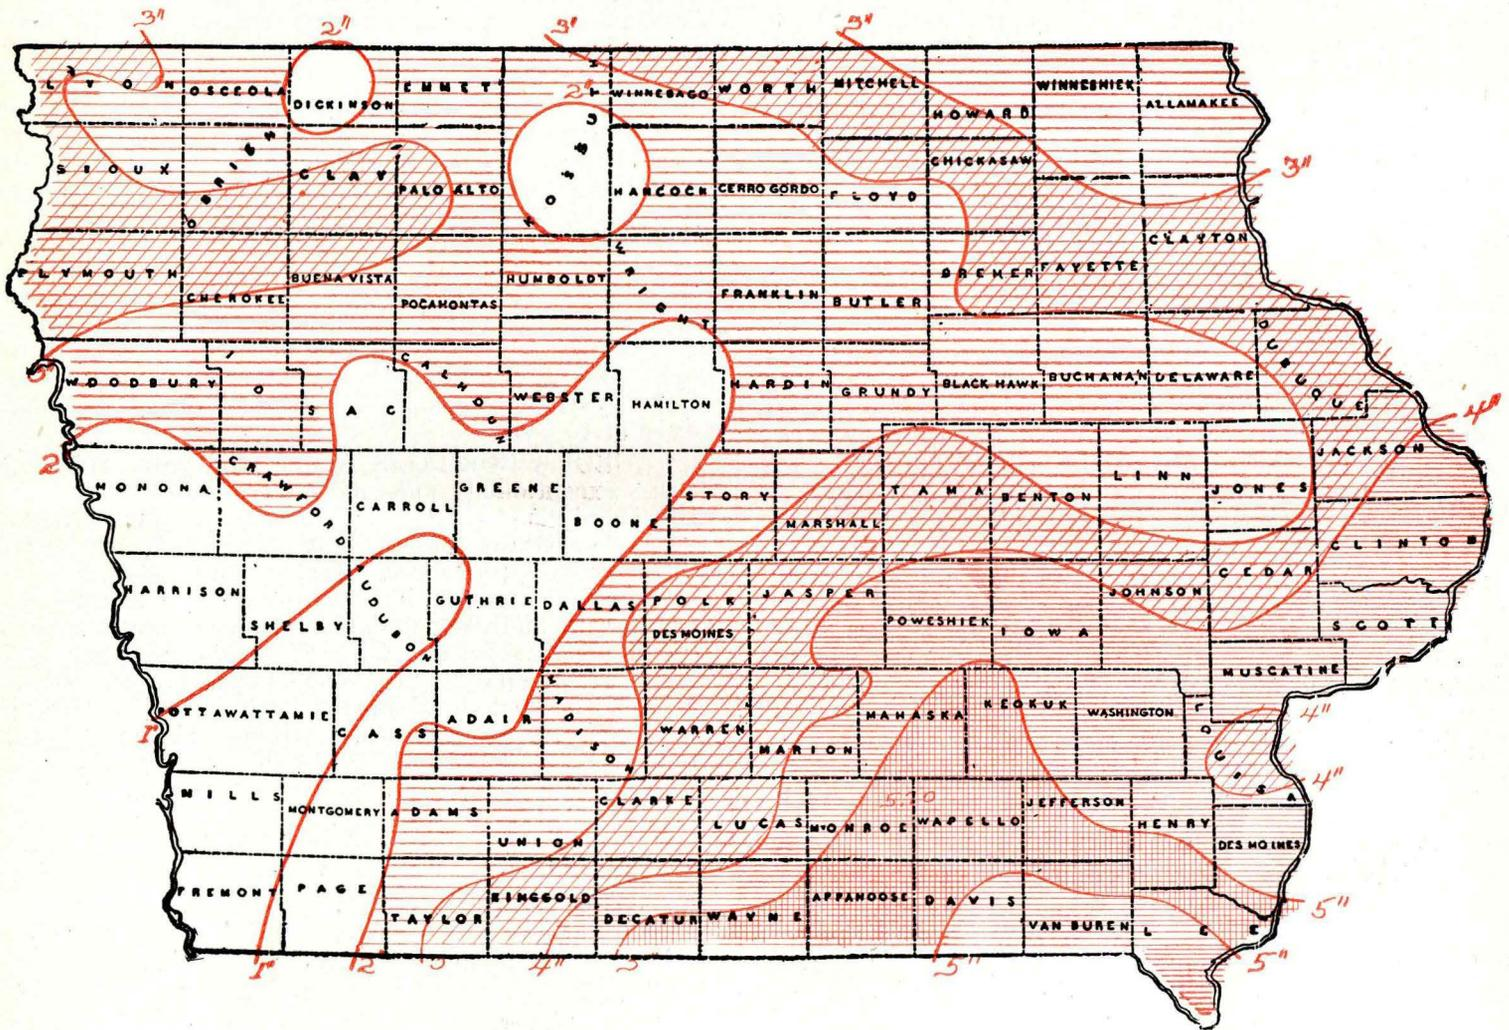 3"
2"
3"
3"
LYON
OSCEOLA
DICKINSON
EMMET
2"
WINNEBAGO
WORTH
MITCHELL
HOWARD
WINNESHIEK
ALLAMAKEE
SIOUX
OBRIEN
CLAY
PALO ALTO
KOSSUTH
HANCOCK
CERRO GORDO
FLOYD
CHICKASAW
3"
PLYMOUTH
CHEROKEE
BUENA VISTA
POCAHONTAS
HUMBOLDT
WRIGHT
FRANKLIN
BUTLER
BREMER
FAYETTE
CLAYTON
3"
WOODBURY
IDA
SAC
CALHOUN
WEBSTER
HAMILTON
HARDIN
GRUNDY
BLACK HAWK
BUCHANAN
DELAWARE
DUBUQUE
4"
2
MONONA
CRAWFORD
CARROLL
GREENE
BOONE
STORY
MARSHALL
TAMA
BENTON
LINN
JONES
JACKSON
CLINTON
HARRISON
SHELBY
AUDUBON
GUTHRIE
DALLAS
POLK
DES MOINES
JASPER
POWESHIEK
IOWA
JOHNSON
CEDAR
SCOTT
MUSCATINE
1"
POTTAWATTAMIE
CASS
ADAIR
MADISON
WARREN
MARION
MAHASKA
KEOKUK
WASHINGTON
LOUISA
4"
4"
MILLS
MONTGOMERY
ADAMS
UNION
CLARKE
LUCAS
MONROE
WAPELLO
JEFFERSON
HENRY
DES MOINES
FREMONT
PAGE
TAYLOR
RINGGOLD
DECATUR
WAYNE
APPANOOSE
DAVIS
VAN BUREN
LEE
5"
1"
2
3
4"
5"
5"
5"